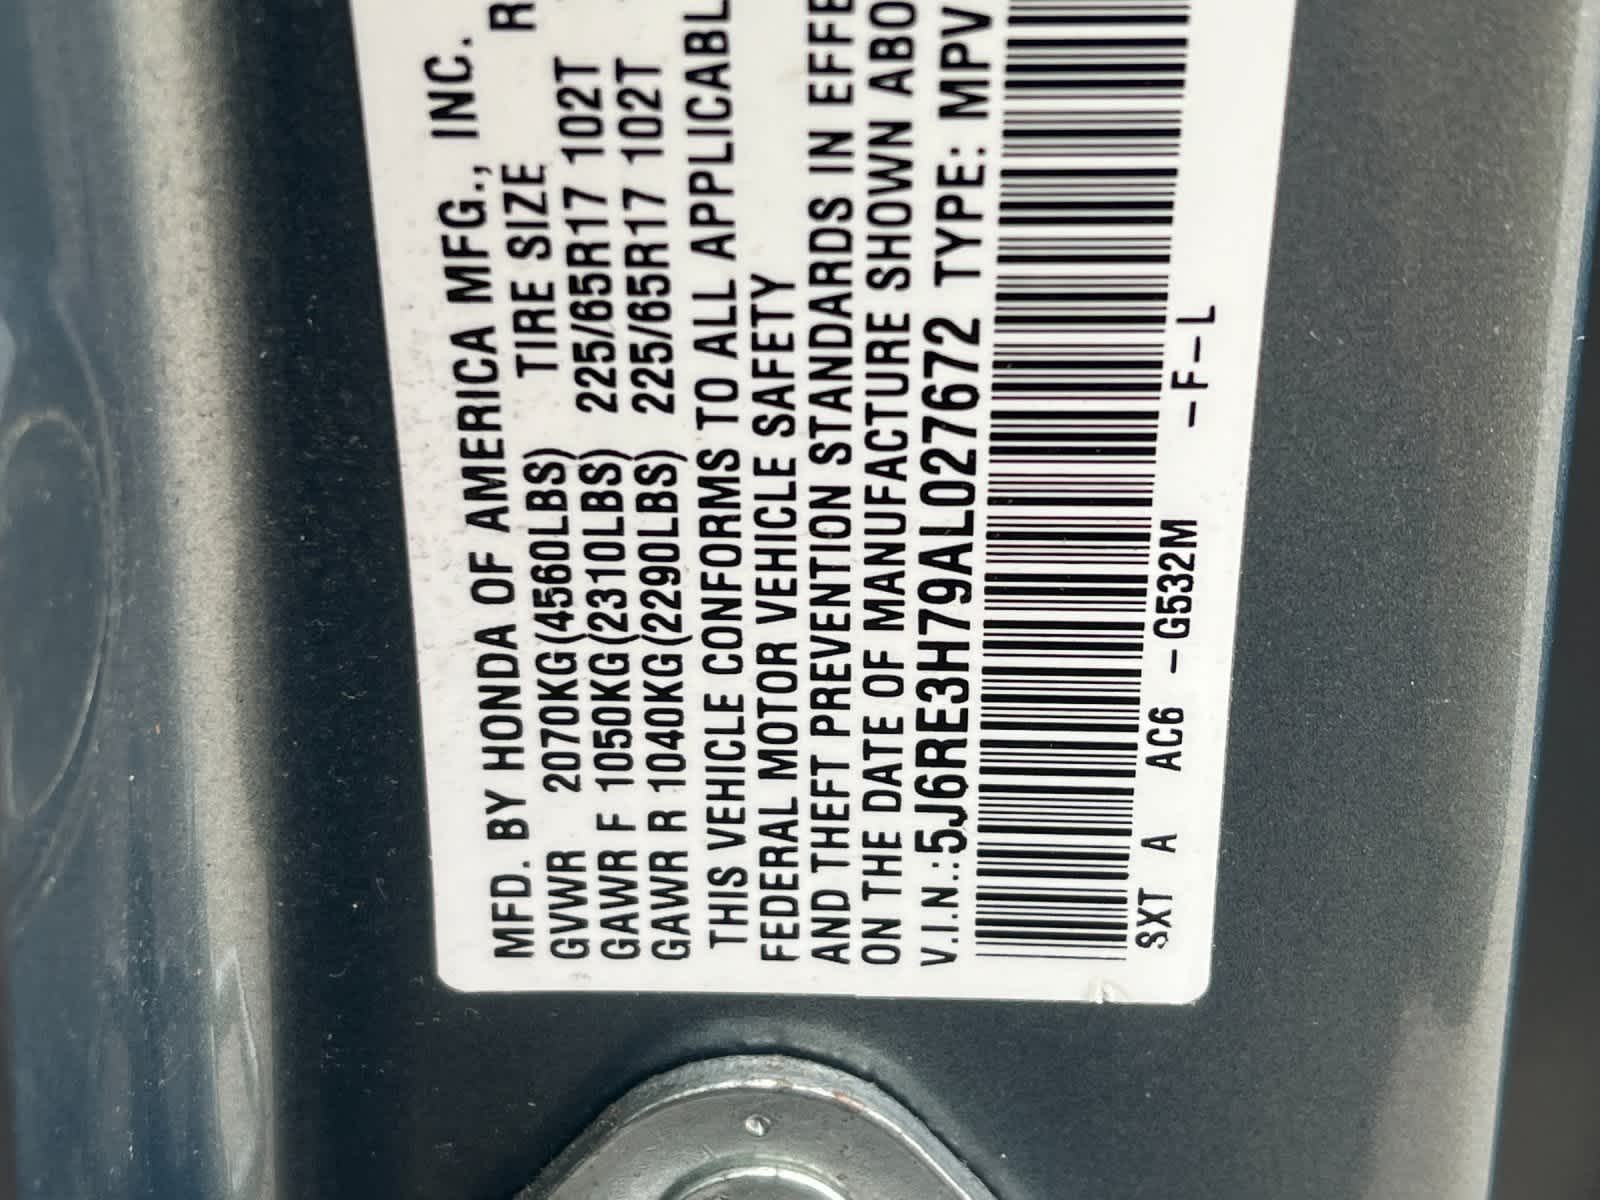 MFD. BY HONDA OF AMERICA MFG., INC.
TIRE SIZE R
GVWR 2070KG(4560LBS)
GAWR F 1050KG(2310LBS) 225/65R17 102T
GAWR R 1040KG(2290LBS) 225/65R17 102T
THIS VEHICLE CONFORMS TO ALL APPLICABL
FEDERAL MOTOR VEHICLE SAFETY
AND THEFT PREVENTION STANDARDS IN EFFE
ON THE DATE OF MANUFACTURE SHOWN ABO
V.I.N.:5J6RE3H79AL027672 TYPE: MPV
SXT A AC6 -G532M -F-L